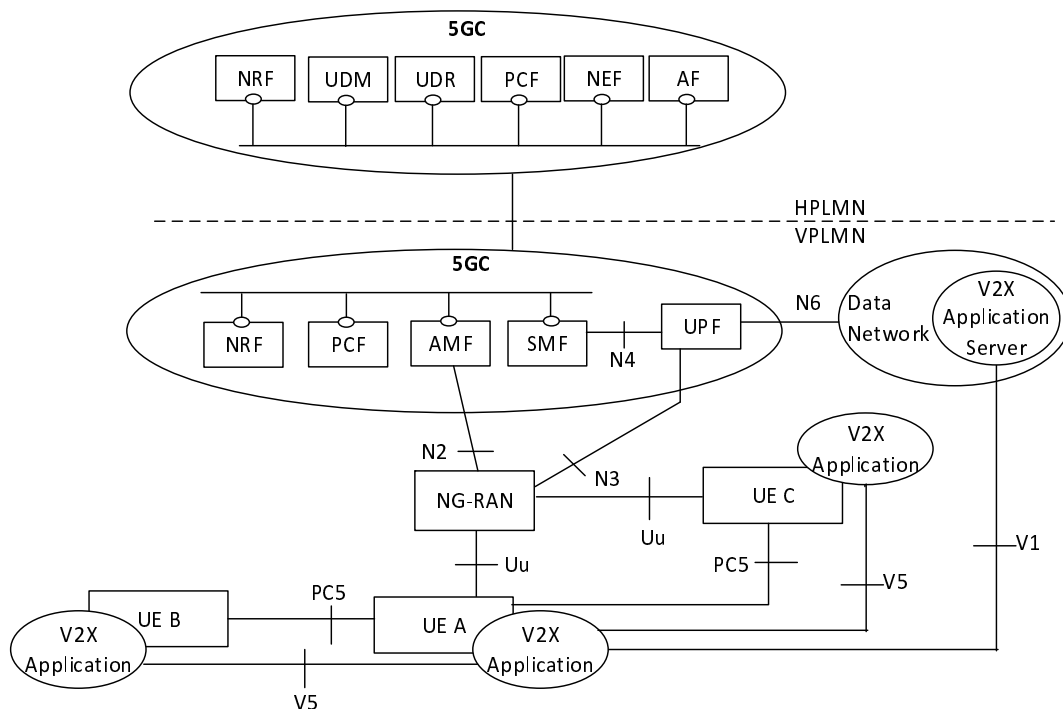 5GC
NRF
UDM
UDR
PCF
NEF
AF
HPLMN
VPLMN
5GC
NRF
PCF
AMF
SMF
N4
UPF
N6
Data
Network
V2X
Application
Server
N2
N3
NG-RAN
Uu
UE C
V2X
Application
Uu
PC5
V5
V1
UE B
V2X
Application
PC5
UE A
V2X
Application
V5